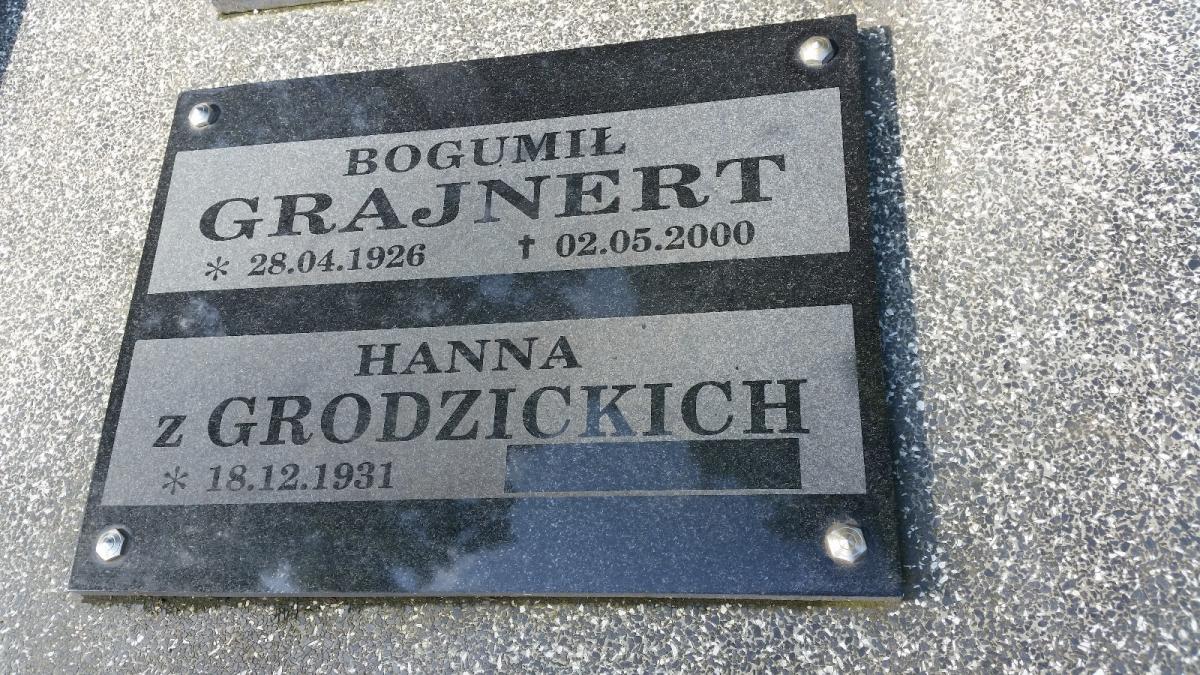 BOGUMIŁ
GRAJNERT
* 28.04.1926 † 02.05.2000
HANNA
z GRODZICKICH
* 18.12.1931